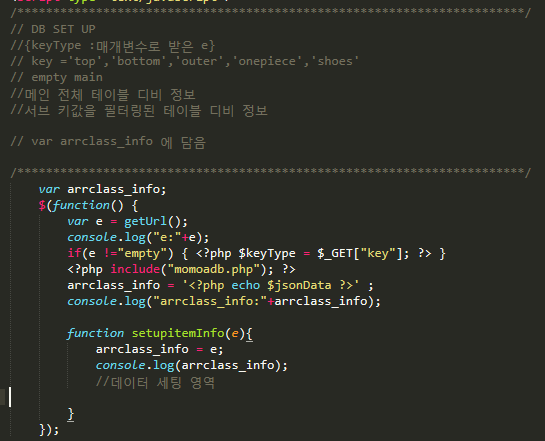 /***********************************************************************/
// DB SET UP
//{keyType :매개변수로 받은 e}
// key ='top','bottom','outer','onepiece','shoes'
// empty main
//메인 전체 테이블 디비 정보
//서브 키값을 필터링된 테이블 디비 정보
// var arrclass_info 에 담음
/***********************************************************************/
var arrclass_info;
$(function() {
var e = getUrl();
console.log("e:"+e);
if(e !="empty") { <?php $keyType = $_GET["key"]; ?> }
<?php include("momoadb.php"); ?>
arrclass_info = '<?php echo $jsonData ?>' ;
console.log("arrclass_info:"+arrclass_info);
function setupitemInfo(e){
arrclass_info = e;
console.log(arrclass_info);
//데이터 세팅 영역
}
});